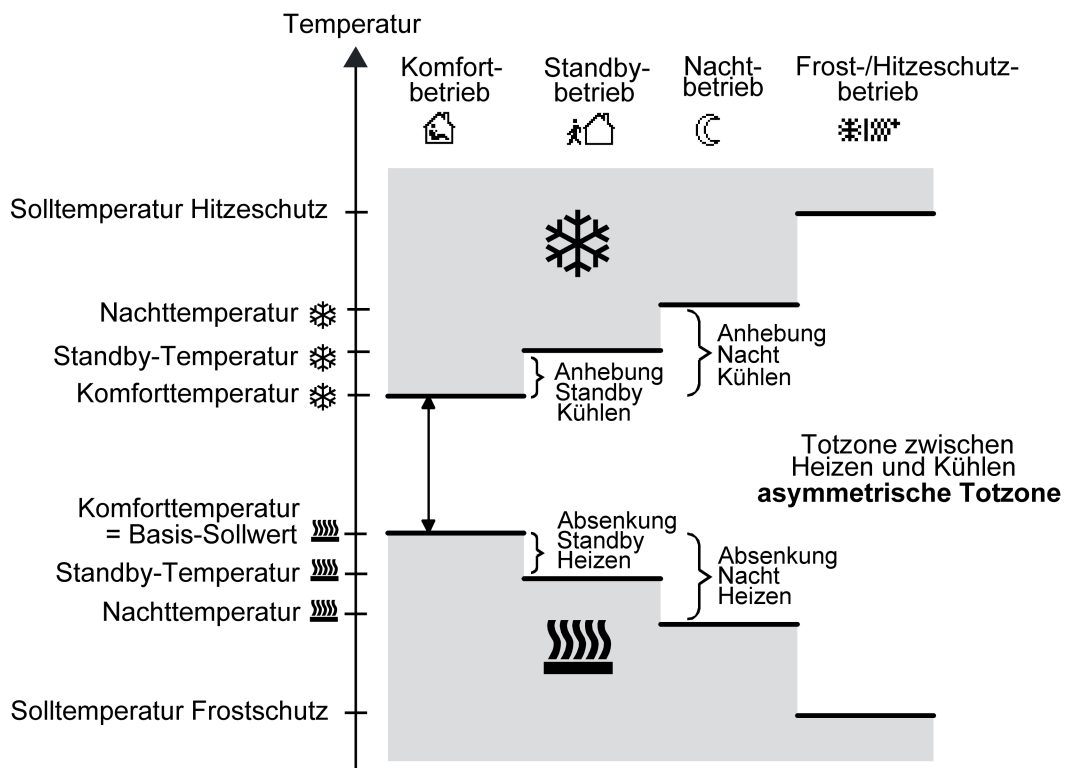 Temperatur
Komfort-
betrieb
Standby-
betrieb
Nacht-
betrieb
Frost-/Hitzeschutz-
betrieb
Solltemperatur Hitzeschutz
Nachttemperatur
Standby-Temperatur
Komforttemperatur
Anhebung
Standby
Kühlen
Anhebung
Nacht
Kühlen
Totzone zwischen
Heizen und Kühlen
asymmetrische Totzone
Komforttemperatur
= Basis-Sollwert
Standby-Temperatur
Nachttemperatur
Absenkung
Standby
Heizen
Absenkung
Nacht
Heizen
Solltemperatur Frostschutz